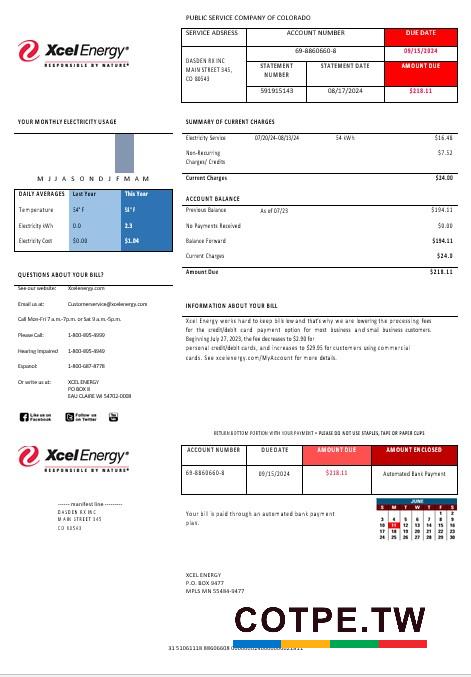 PUBLIC SERVICE COMPANY OF COLORADO
XcelEnergy®
RESPONSIBLE BY NATURE®
SERVICE ADSRESS
ACCOUNT NUMBER
DUE DATE
69-8860660-8
09/15/2024
DASDEN RX INC
MAIN STREET 345,
CO 80543
STATEMENT NUMBER
STATEMENT DATE
AMOUNT DUE
591915143
08/17/2024
$218.11
YOUR MONTHLY ELECTRICITY USAGE
M J J A S O N D J F M A M
DAILY AVERAGES Last Year This Year
Temperature 54° F 51° F
Electricity kWh 0.0 2.3
Electricity Cost $0.00 $1.04
SUMMARY OF CURRENT CHARGES
Electricity Service 07/20/24-08/13/24 54 kWh $16.48
Non-Recurring
Charges/ Credits
$7.52
Current Charges $24.00
ACCOUNT BALANCE
Previous Balance As of 07/23 $194.11
No Payments Received $0.00
Balance Forward $194.11
Current Charges $24.0
Amount Due $218.11
QUESTIONS ABOUT YOUR BILL?
See our website: Xcelenergy.com
Email us at: Customerservice@xcelenergy.com
Call Mon-Fri 7 a.m.-7p.m. or Sat 9 a.m.-5p.m.
Please Call: 1-800-895-4999
Hearing Impaired 1-800-895-4949
Espanol: 1-800-687-8778
Or write us at: XCEL ENERGY
PO BOX 8
EAU CLAIRE WI 54702-0008
Like us on
Facebook
Follow us
on Twitter
You
Tube
INFORMATION ABOUT YOUR BILL
Xcel Energy works hard to keep bills low and that's why we are lowering the processing fees
for the credit/debit card payment option for most business and small business customers.
Beginning July 27, 2023, the fee decreases to $2.90 for
personal credit/debit cards, and increases to $29.95 for customers using commercial
cards. See xcelenergy.com/MyAccount for more details.
RETURN BOTTOM PORTION WITH YOUR PAYMENT • PLEASE DO NOT USE STAPLES, TAPE OR PAPER CLIPS
XcelEnergy®
RESPONSIBLE BY NATURE®
ACCOUNT NUMBER DUE DATE AMOUNT DUE AMOUNT ENCLOSED
69-8860660-8 09/15/2024 $218.11 Automated Bank Payment
------ manifest line ---------
DASDEN RX INC
MAIN STREET 345
CO 80543
Your bill is paid through an automated bank payment
plan.
JUNE
S M T W T F S
1 2
3 4 5 6 7 8 9
10 11 12 13 14 15 16
17 18 19 20 21 22 23
24 25 26 27 28 29 30
XCEL ENERGY
P.O BOX 9477
MPLS MN 55484-9477
COTPE.TW
31 51061118 88606608